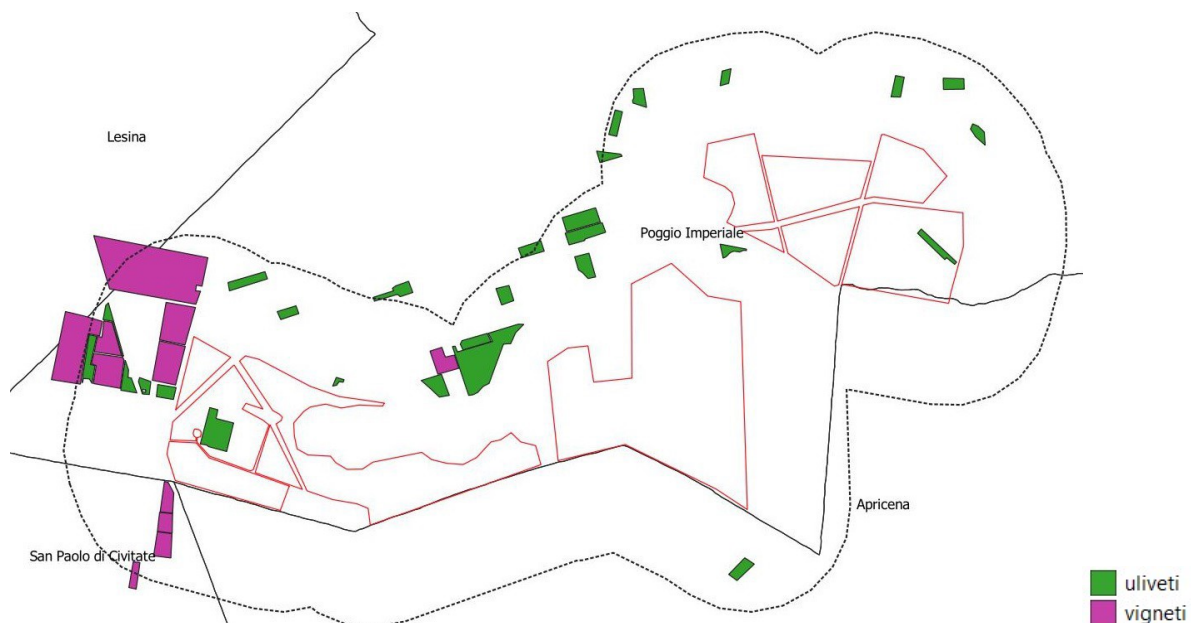 Lesina
Poggio Imperiale
Apricena
San Paolo di Civitate
uliveti
vigneti